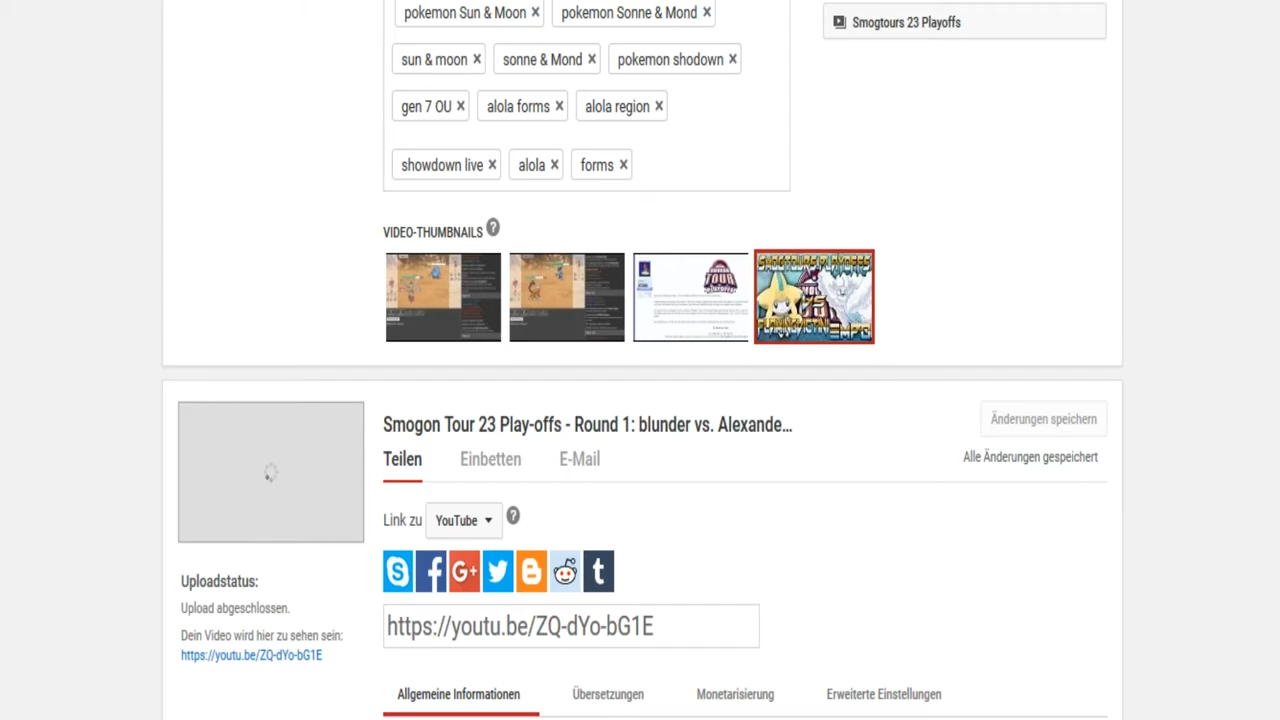 pokemon Sun & Moon × pokemon Sonne & Mond ×
Smogtours 23 Playoffs
sun & moon × sonne & Mond × pokemon shodown ×
gen 7 OU × alola forms × alola region ×
showdown live × alola × forms ×
VIDEO-THUMBNAILS ?
SMOGTOURS PLAYOFFS
VS
EMPO
Smogon Tour 23 Play-offs - Round 1: blunder vs. Alexande...
Änderungen speichern
Teilen Einbetten E-Mail
Alle Änderungen gespeichert
Link zu YouTube ?
https://youtu.be/ZQ-dYo-bG1E
Uploadstatus:
Upload abgeschlossen.
Dein Video wird hier zu sehen sein:
https://youtu.be/ZQ-dYo-bG1E
Allgemeine Informationen Übersetzungen Monetarisierung Erweiterte Einstellungen